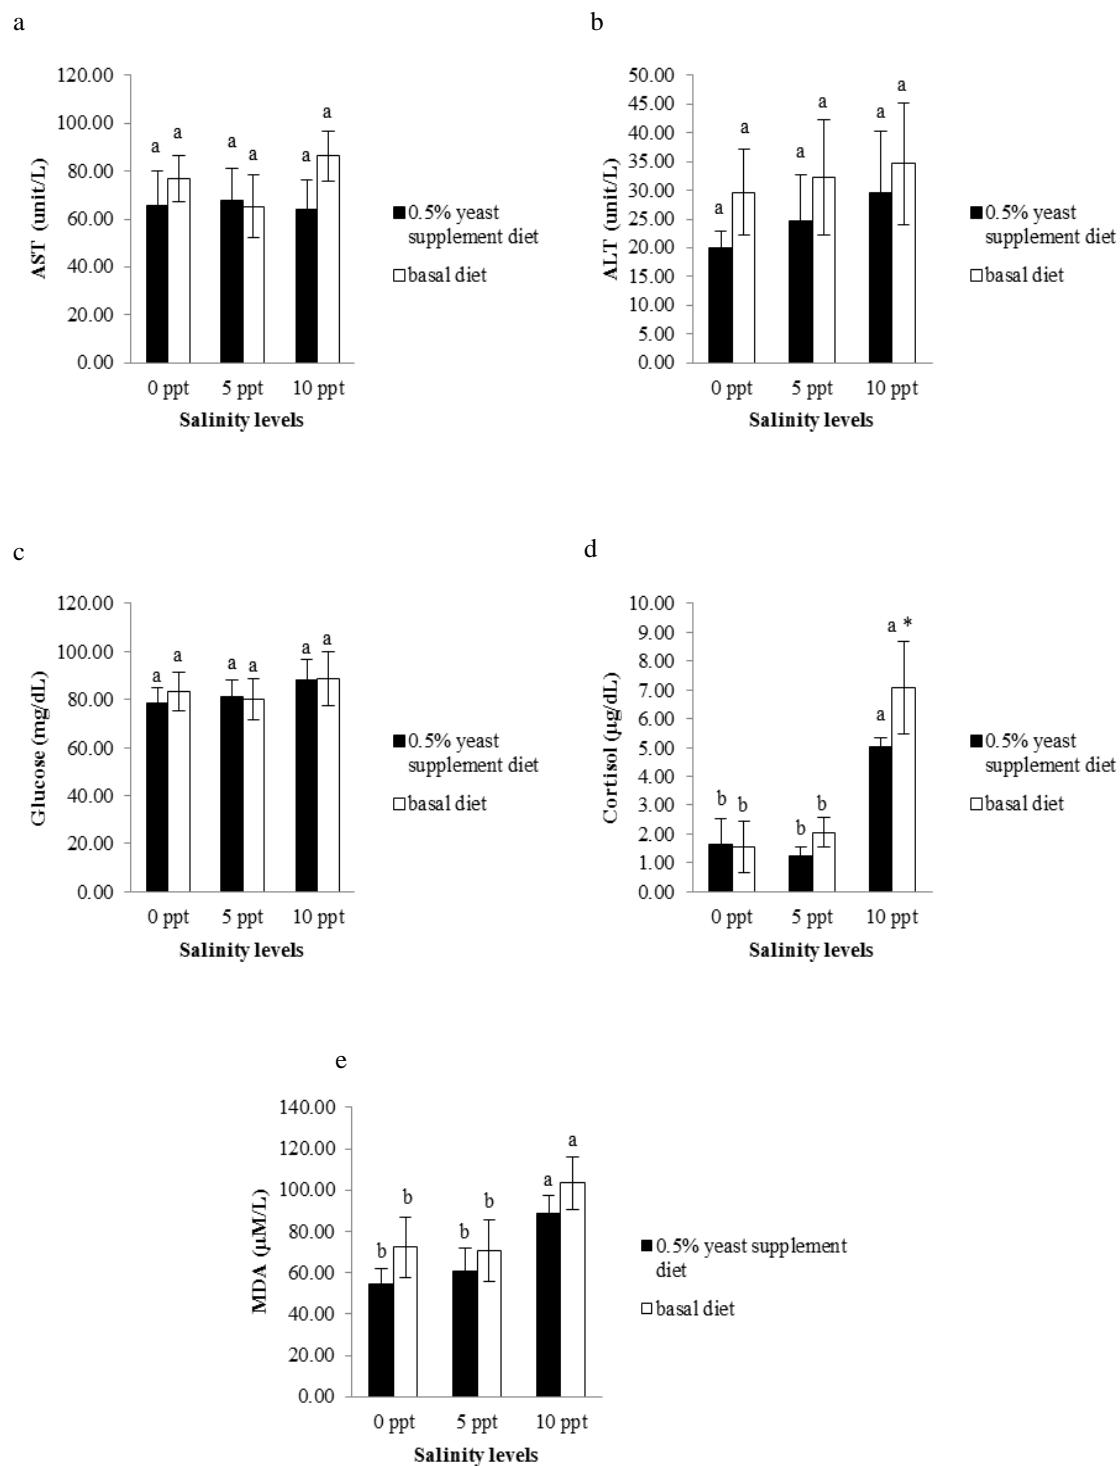 a
120.00
100.00
80.00
60.00
40.00
20.00
0.00
AST (unit/L)
a a a a a a
0 ppt 5 ppt 10 ppt
Salinity levels
0.5% yeast
supplement diet
basal diet
b
50.00
45.00
40.00
35.00
30.00
25.00
20.00
15.00
10.00
5.00
0.00
ALT (unit/L)
a a a a a a
0 ppt 5 ppt 10 ppt
Salinity levels
0.5% yeast
supplement diet
basal diet
c
120.00
100.00
80.00
60.00
40.00
20.00
0.00
Glucose (mg/dL)
a a a a a a
0 ppt 5 ppt 10 ppt
Salinity levels
0.5% yeast
supplement diet
basal diet
d
10.00
9.00
8.00
7.00
6.00
5.00
4.00
3.00
2.00
1.00
0.00
Cortisol (µg/dL)
b b b b a a *
0 ppt 5 ppt 10 ppt
Salinity levels
0.5% yeast
supplement diet
basal diet
e
140.00
120.00
100.00
80.00
60.00
40.00
20.00
0.00
MDA (µM/L)
b b b b a a
0 ppt 5 ppt 10 ppt
Salinity levels
0.5% yeast supplement
diet
basal diet